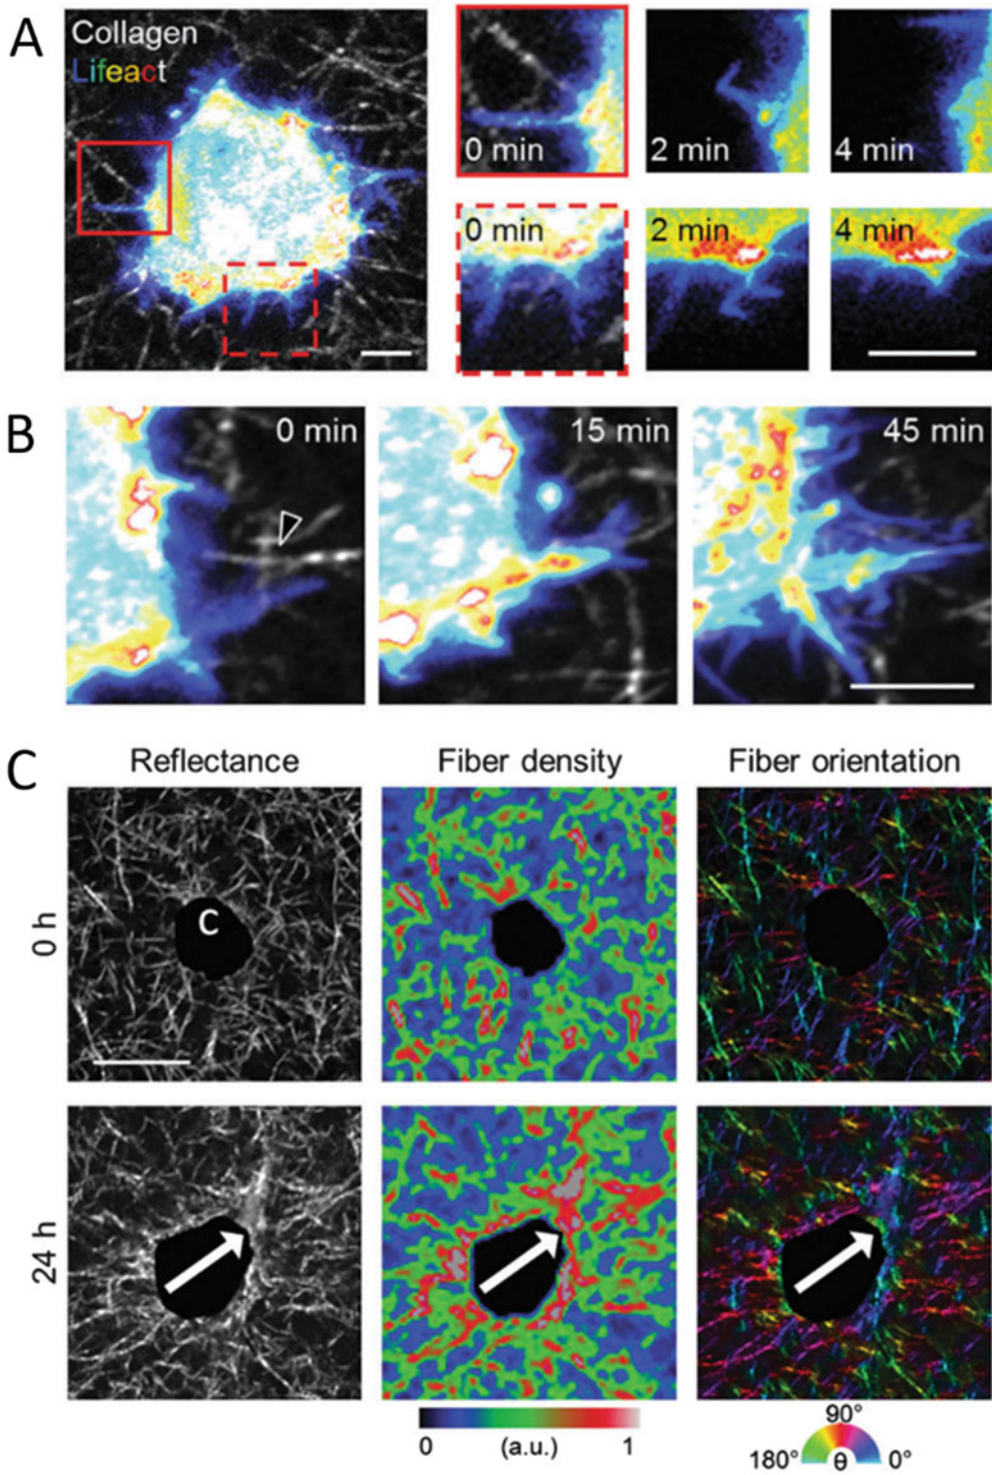 A
Collagen
Lifeact
0 min
2 min
4 min
0 min
2 min
4 min
B
0 min
15 min
45 min
C
Reflectance
Fiber density
Fiber orientation
0 h
C
24 h
0
(a.u.)
1
90°
180°
θ
0°